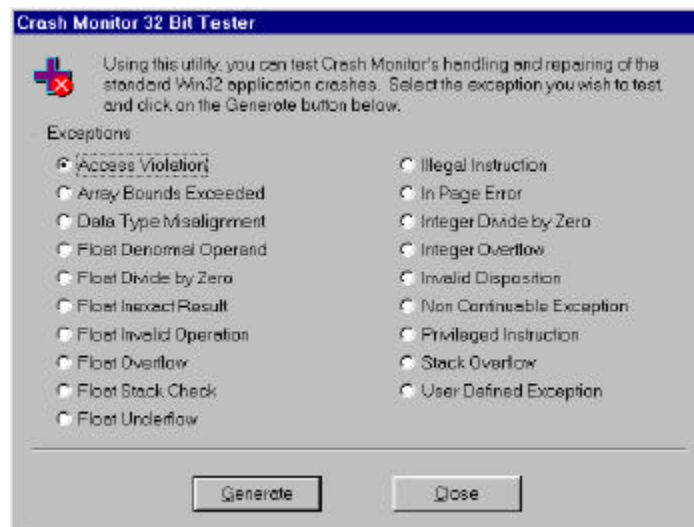 Crash Monitor 32 Bit Tester
Using this utility, you can test Crash Monitor's handling and repairing of the
standard Win32 application crashes. Select the exception you wish to test
and click on the Generate button below.
Exceptions
Access Violation
Array Bounds Exceeded
Data Type Misalignment
Float Denormal Operand
Float Divide by Zero
Float Inexact Result
Float Invalid Operation
Float Overflow
Float Stack Check
Float Underflow
Illegal Instruction
In Page Error
Integer Divide by Zero
Integer Overflow
Invalid Disposition
Non Continuable Exception
Privileged Instruction
Stack Overflow
User Defined Exception
Generate
Close